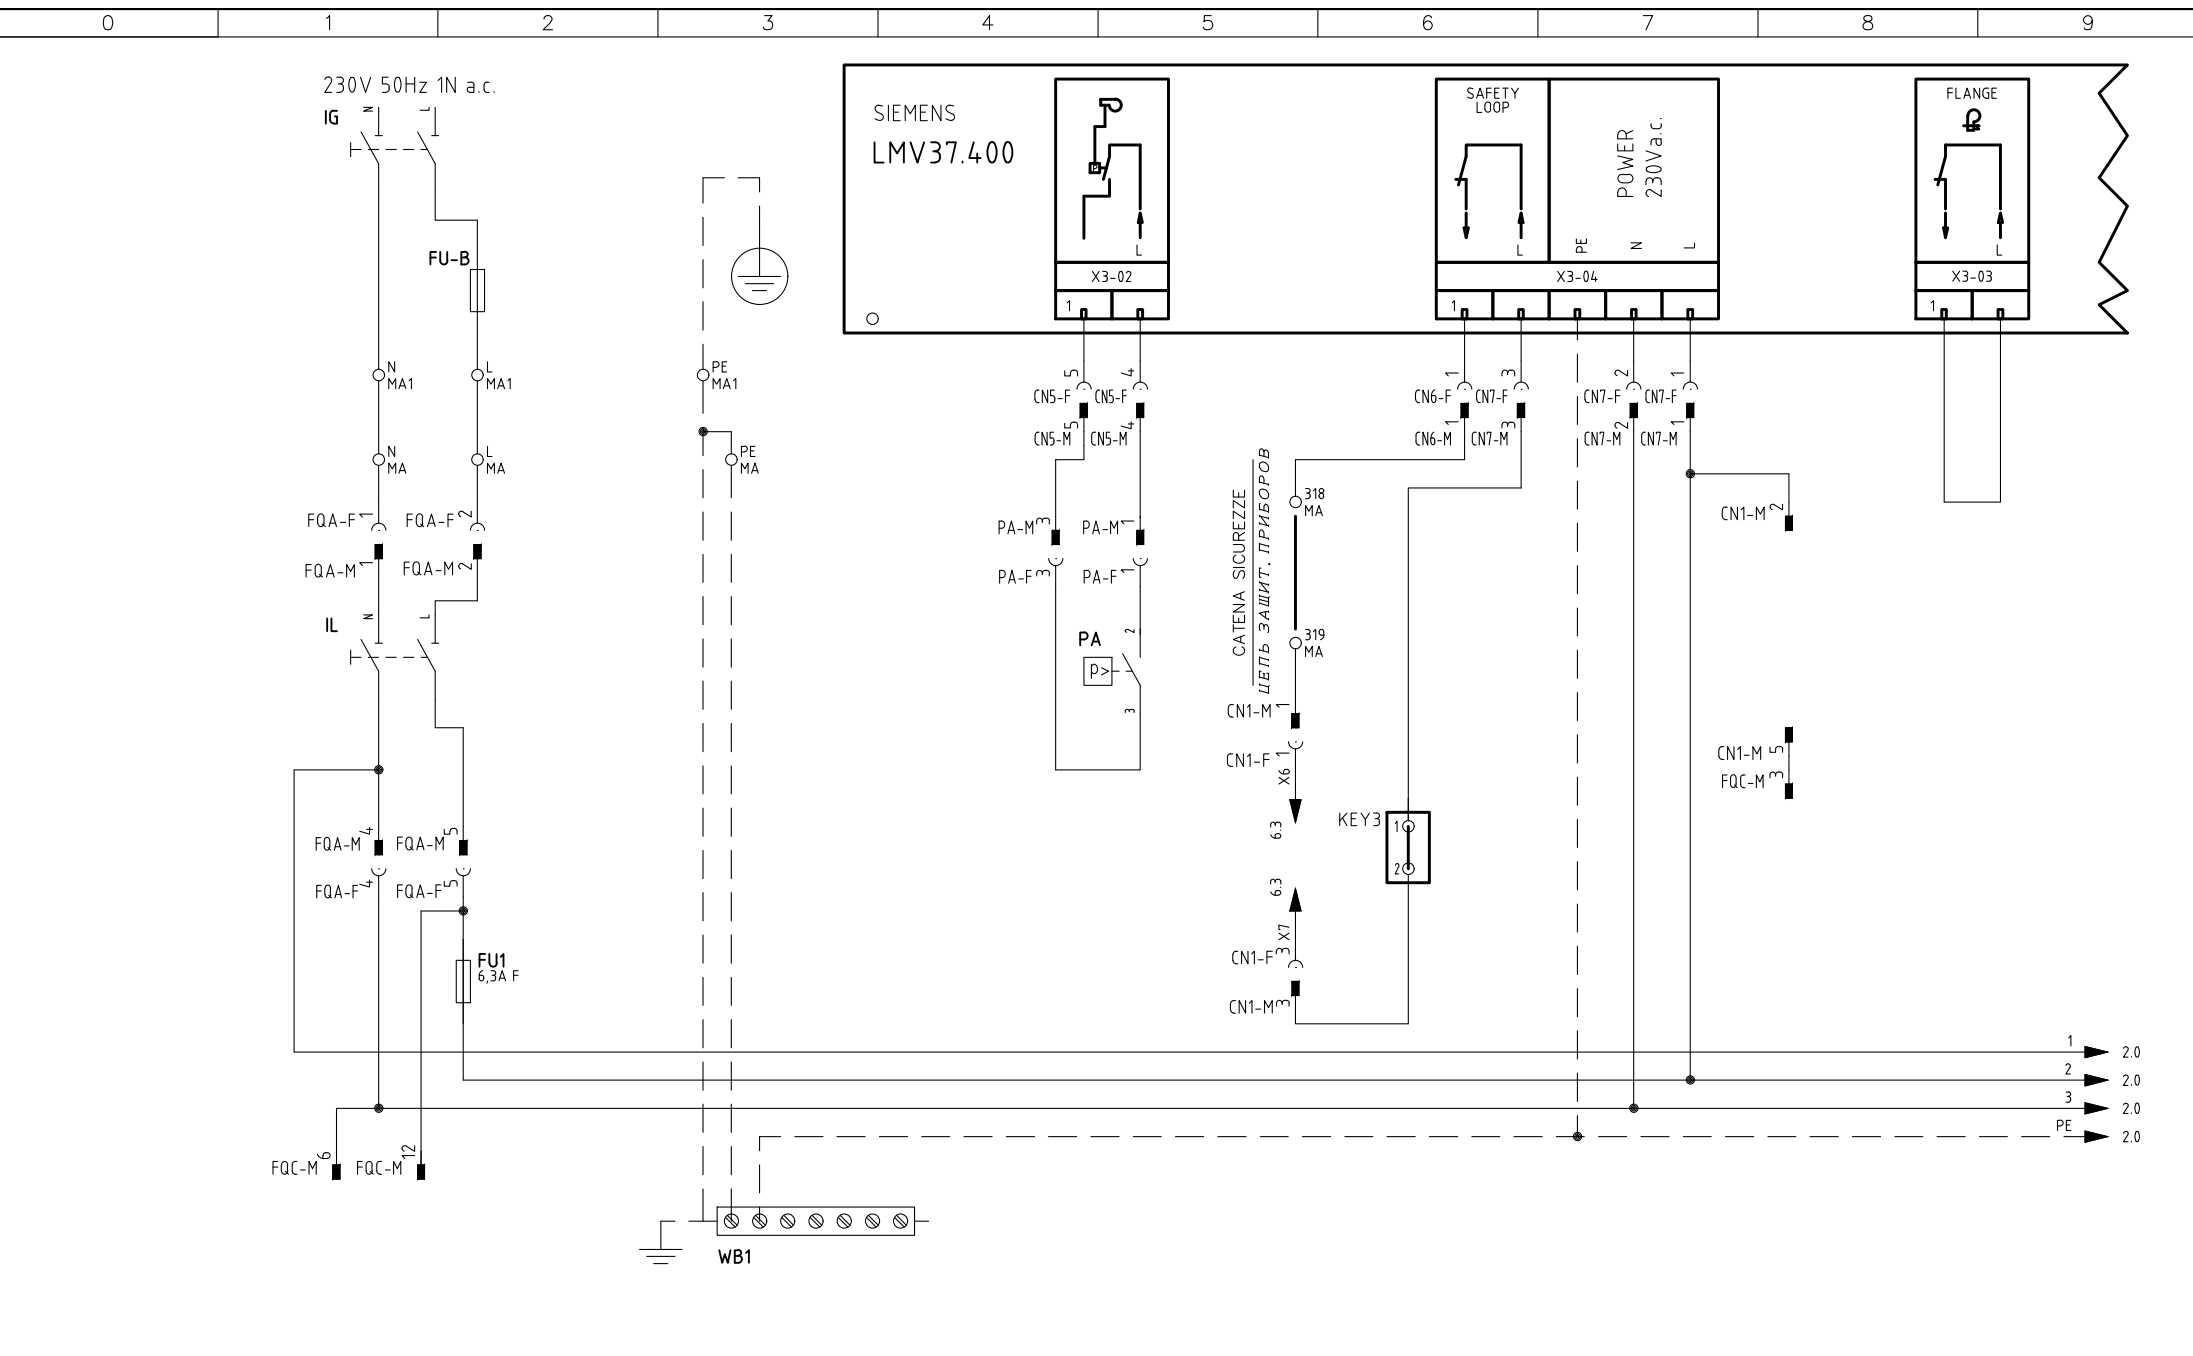 0 1 2 3 4 5 6 7 8 9
230V 50Hz 1N a.c.
IG
N
L
FU-B
N
MA1
L
MA1
N
MA
L
MA
FQA-F 1
FQA-F 2
FQA-M 1
FQA-M 2
IL
N
L
FQA-M 4
FQA-M 5
FQA-F 4
FQA-F 5
FU1
6,3A F
FQC-M 6
FQC-M 12
PE
MA1
PE
MA
WB1
SIEMENS
LMV37.400
P
L
X3-02
1
SAFETY
LOOP
L
POWER
230Va.c.
PE
N
L
X3-04
1
FLANGE
L
X3-03
1
CN5-F 5
CN5-F 4
CN5-M 5
CN5-M 4
PA-M 3
PA-M 1
PA-F 3
PA-F 1
PA
P>
2
3
CN6-F 1
CN7-F 3
CN7-F 2
CN7-F 1
CN6-M 1
CN7-M 3
CN7-M 2
CN7-M 1
CATENA SICUREZZE
ЦЕПЬ ЗАЩИТ. ПРИБОРОВ
318
MA
319
MA
CN1-M 1
CN1-F 1
X6
6.3
6.3
X7
CN1-F 3
CN1-M 3
KEY3
1
2
CN1-M 2
CN1-M 5
FQC-M 3
1 2.0
2 2.0
3 2.0
PE 2.0